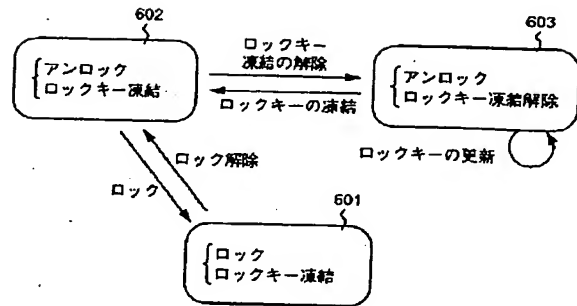 602
アンロック
ロックキー凍結
ロックキー
凍結の解除
ロックキーの凍結
603
アンロック
ロックキー凍結解除
ロックキーの更新
ロック解除
ロック
601
ロック
ロックキー凍結